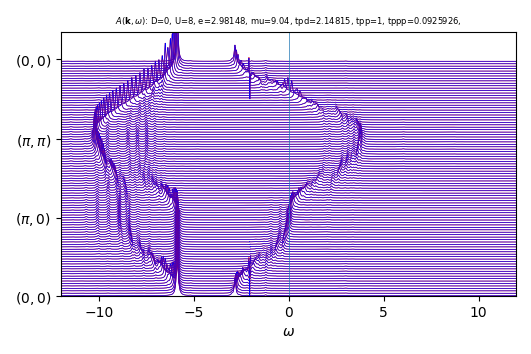 A(k,ω): D=0, U=8, e=2.98148, mu=9.04, tpd=2.14815, tpp=1, tppp=0.0925926,
(0, 0)
(π, π)
(π, 0)
(0, 0)
−10 −5 0 5 10
ω